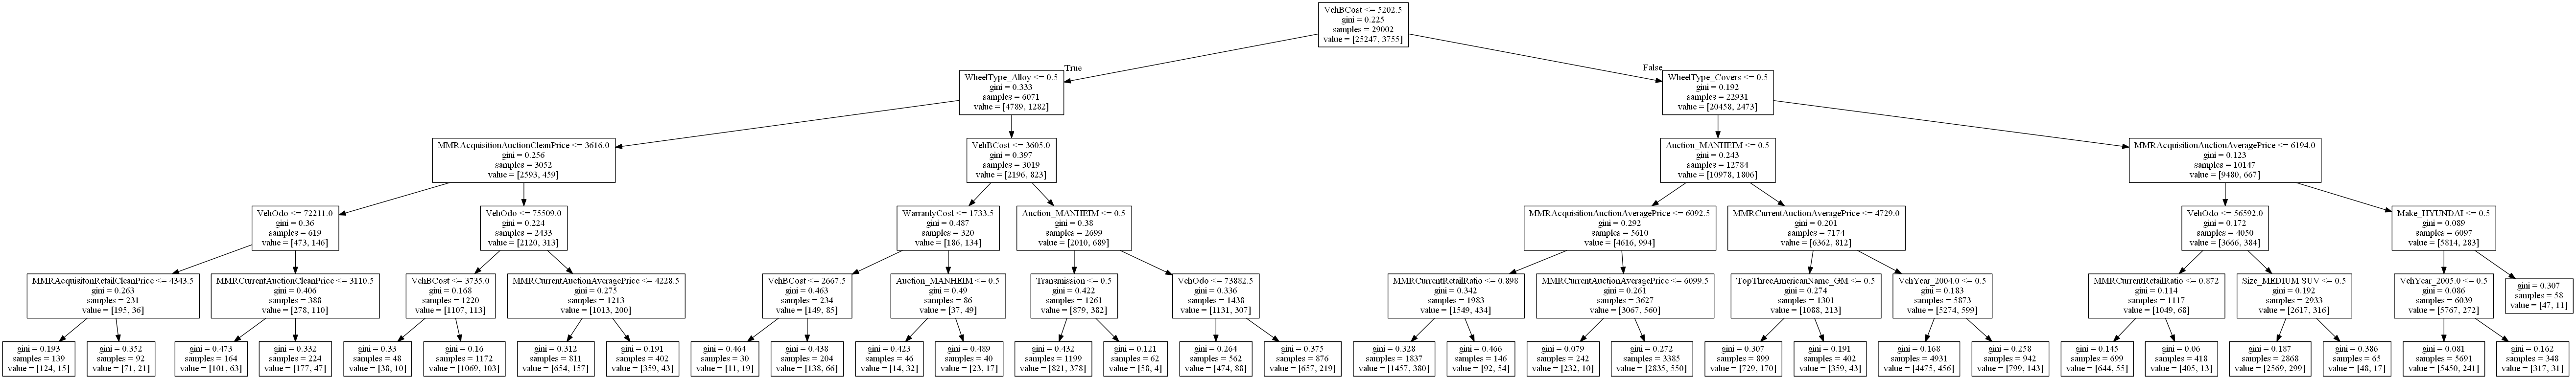 VehBCost <= 5202.5
gini = 0.225
samples = 29002
value = [25247, 3755]
True
False
WheelType_Alloy <= 0.5
gini = 0.333
samples = 6071
value = [4789, 1282]
WheelType_Covers <= 0.5
gini = 0.192
samples = 22931
value = [20458, 2473]
MMRAcquisitionAuctionCleanPrice <= 3616.0
gini = 0.256
samples = 3052
value = [2593, 459]
VehBCost <= 3605.0
gini = 0.397
samples = 3019
value = [2196, 823]
Auction_MANHEIM <= 0.5
gini = 0.243
samples = 12784
value = [10978, 1806]
MMRAcquisitionAuctionAveragePrice <= 6194.0
gini = 0.123
samples = 10147
value = [9480, 667]
VehOdo <= 72211.0
gini = 0.36
samples = 619
value = [473, 146]
VehOdo <= 75509.0
gini = 0.224
samples = 2433
value = [2120, 313]
WarrantyCost <= 1733.5
gini = 0.487
samples = 320
value = [186, 134]
Auction_MANHEIM <= 0.5
gini = 0.38
samples = 2699
value = [2010, 689]
MMRAcquisitionAuctionAveragePrice <= 6092.5
gini = 0.292
samples = 5610
value = [4616, 994]
MMRCurrentAuctionAveragePrice <= 4729.0
gini = 0.201
samples = 7174
value = [6362, 812]
VehOdo <= 56592.0
gini = 0.172
samples = 4050
value = [3666, 384]
Make_HYUNDAI <= 0.5
gini = 0.089
samples = 6097
value = [5814, 283]
MMRAcquisitonRetailCleanPrice <= 4343.5
gini = 0.263
samples = 231
value = [195, 36]
MMRCurrentAuctionCleanPrice <= 3110.5
gini = 0.406
samples = 388
value = [278, 110]
VehBCost <= 3735.0
gini = 0.168
samples = 1220
value = [1107, 113]
MMRCurrentAuctionAveragePrice <= 4228.5
gini = 0.275
samples = 1213
value = [1013, 200]
VehBCost <= 2667.5
gini = 0.463
samples = 234
value = [149, 85]
Auction_MANHEIM <= 0.5
gini = 0.49
samples = 86
value = [37, 49]
Transmission <= 0.5
gini = 0.422
samples = 1261
value = [879, 382]
VehOdo <= 73882.5
gini = 0.336
samples = 1438
value = [1131, 307]
MMRCurrentRetailRatio <= 0.898
gini = 0.342
samples = 1983
value = [1549, 434]
MMRCurrentAuctionAveragePrice <= 6099.5
gini = 0.261
samples = 3627
value = [3067, 560]
TopThreeAmericanName_GM <= 0.5
gini = 0.274
samples = 1301
value = [1088, 213]
VehYear_2004.0 <= 0.5
gini = 0.183
samples = 5873
value = [5274, 599]
MMRCurrentRetailRatio <= 0.872
gini = 0.114
samples = 1117
value = [1049, 68]
Size_MEDIUM SUV <= 0.5
gini = 0.192
samples = 2933
value = [2617, 316]
VehYear_2005.0 <= 0.5
gini = 0.086
samples = 6039
value = [5767, 272]
gini = 0.307
samples = 58
value = [47, 11]
gini = 0.193
samples = 139
value = [124, 15]
gini = 0.352
samples = 92
value = [71, 21]
gini = 0.473
samples = 164
value = [101, 63]
gini = 0.332
samples = 224
value = [177, 47]
gini = 0.33
samples = 48
value = [38, 10]
gini = 0.16
samples = 1172
value = [1069, 103]
gini = 0.312
samples = 811
value = [654, 157]
gini = 0.191
samples = 402
value = [359, 43]
gini = 0.464
samples = 30
value = [11, 19]
gini = 0.438
samples = 204
value = [138, 66]
gini = 0.423
samples = 46
value = [14, 32]
gini = 0.489
samples = 40
value = [23, 17]
gini = 0.432
samples = 1199
value = [821, 378]
gini = 0.121
samples = 62
value = [58, 4]
gini = 0.264
samples = 562
value = [474, 88]
gini = 0.375
samples = 876
value = [657, 219]
gini = 0.328
samples = 1837
value = [1457, 380]
gini = 0.466
samples = 146
value = [92, 54]
gini = 0.079
samples = 242
value = [232, 10]
gini = 0.272
samples = 3385
value = [2835, 550]
gini = 0.307
samples = 899
value = [729, 170]
gini = 0.191
samples = 402
value = [359, 43]
gini = 0.168
samples = 4931
value = [4475, 456]
gini = 0.258
samples = 942
value = [799, 143]
gini = 0.145
samples = 699
value = [644, 55]
gini = 0.06
samples = 418
value = [405, 13]
gini = 0.187
samples = 2868
value = [2569, 299]
gini = 0.386
samples = 65
value = [48, 17]
gini = 0.081
samples = 5691
value = [5450, 241]
gini = 0.162
samples = 348
value = [317, 31]